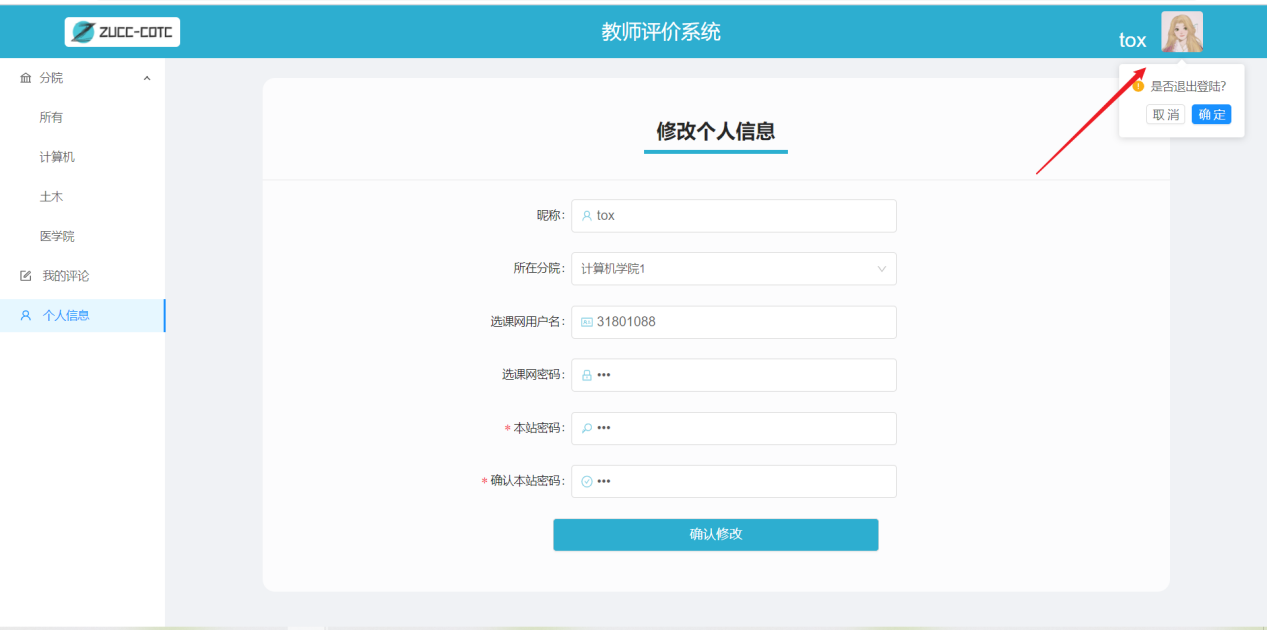 ZUCC-COTC
教师评价系统
tox
分院
所有
计算机
土木
医学院
我的评论
个人信息
是否退出登陆?
取 消
确 定
修改个人信息
昵称: tox
所在分院: 计算机学院1
选课网用户名: 31801088
选课网密码: •••
* 本站密码: •••
* 确认本站密码: •••
确认修改